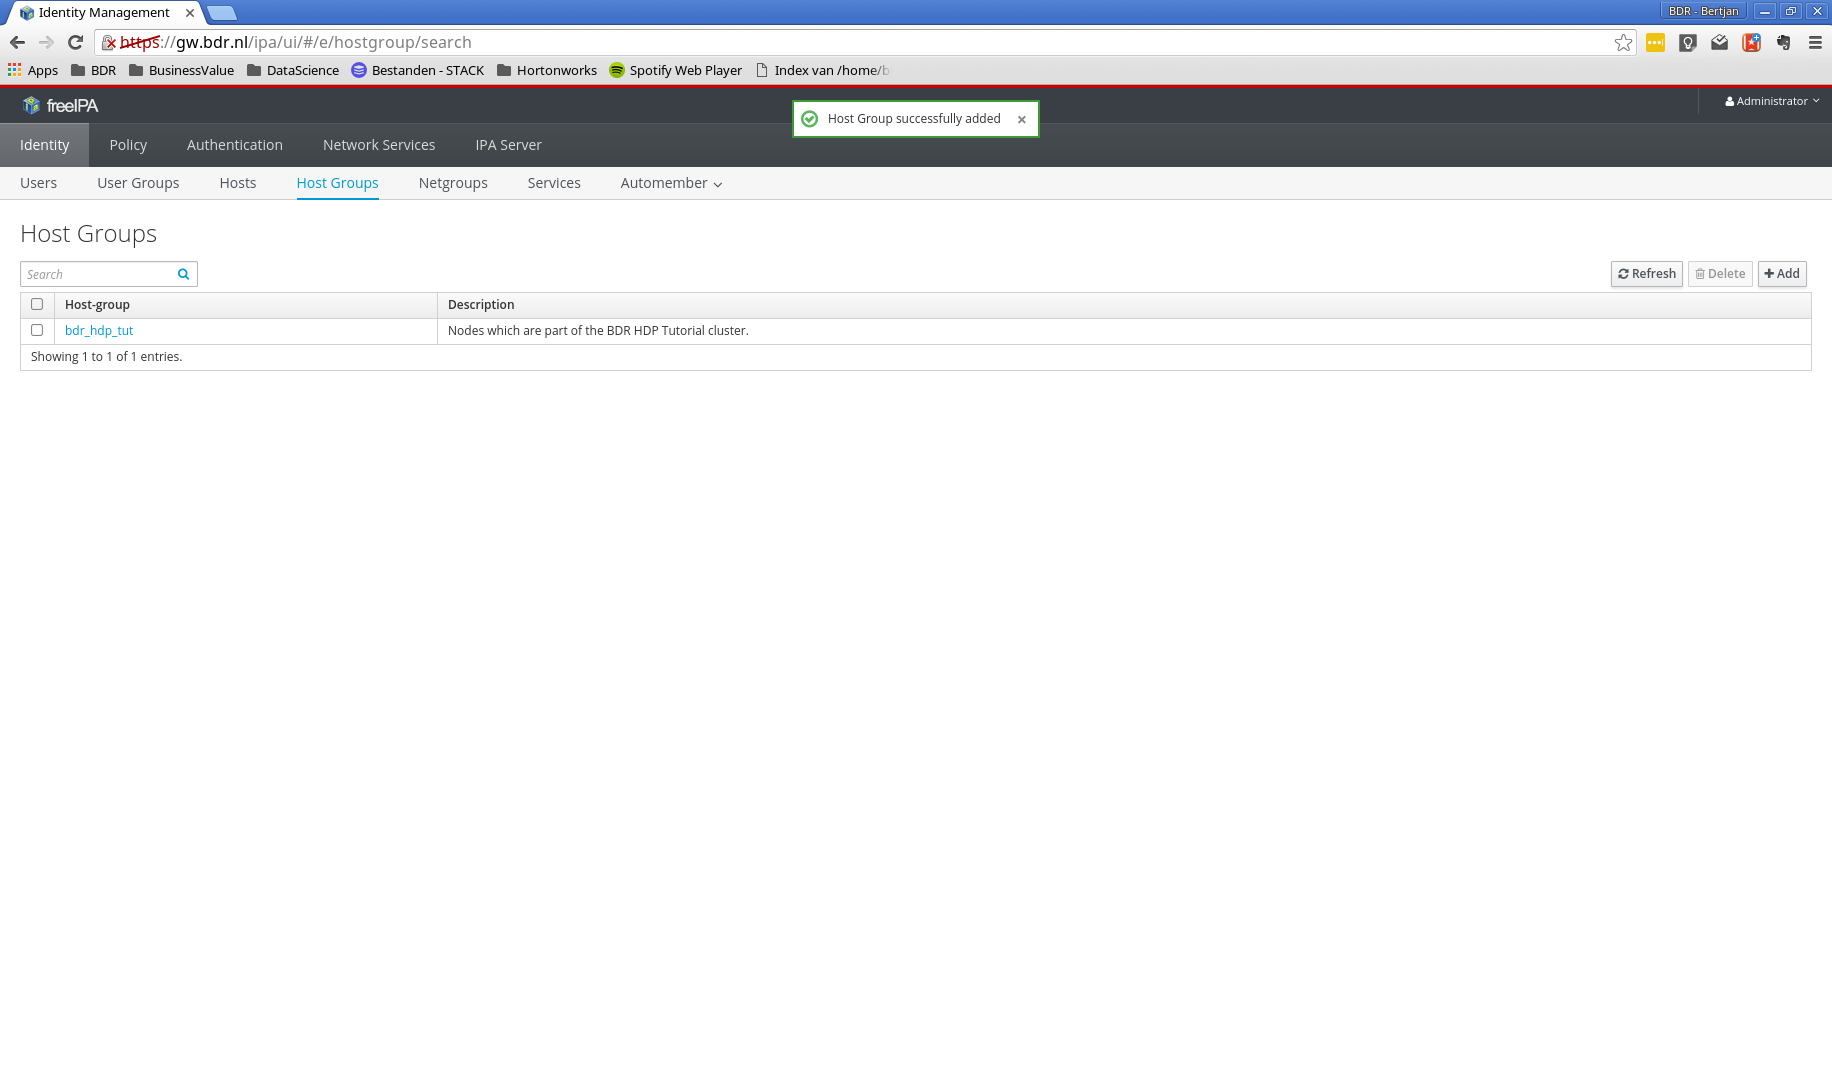 Identity Management
BDR - Bertjan
https://gw.bdr.nl/ipa/ui/#/e/hostgroup/search
Apps BDR BusinessValue DataScience Bestanden - STACK Hortonworks Spotify Web Player Index van /home/b
freeIPA
Host Group successfully added
Administrator
Identity Policy Authentication Network Services IPA Server
Users User Groups Hosts Host Groups Netgroups Services Automember
Host Groups
Search
Refresh Delete Add
Host-group Description
bdr_hdp_tut Nodes which are part of the BDR HDP Tutorial cluster.
Showing 1 to 1 of 1 entries.